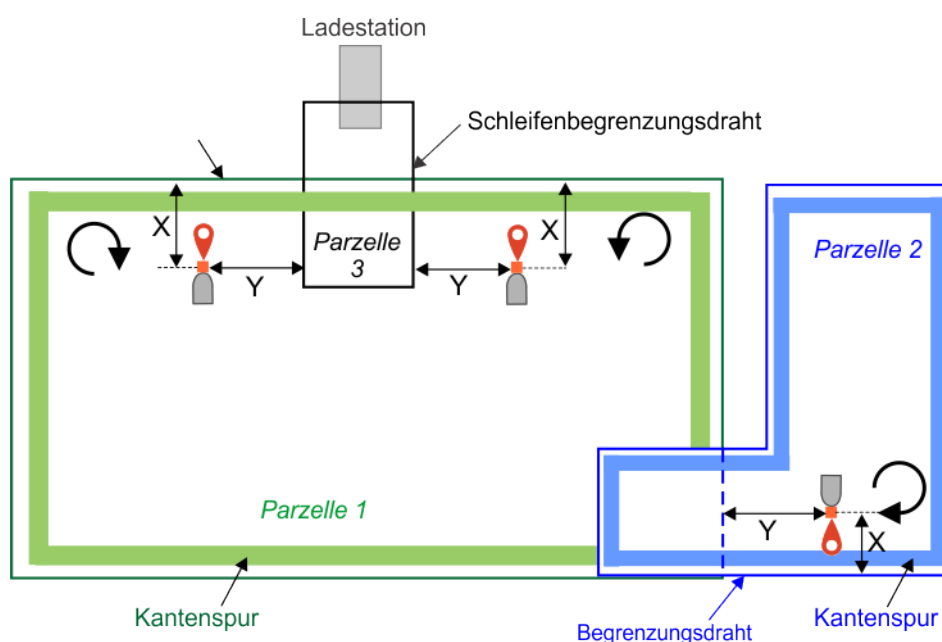 Ladestation
Schleifenbegrenzungsdraht
X
Parzelle
3
X
Parzelle 2
Y
Y
Parzelle 1
Y
X
Kantenspur
Begrenzungsdraht
Kantenspur